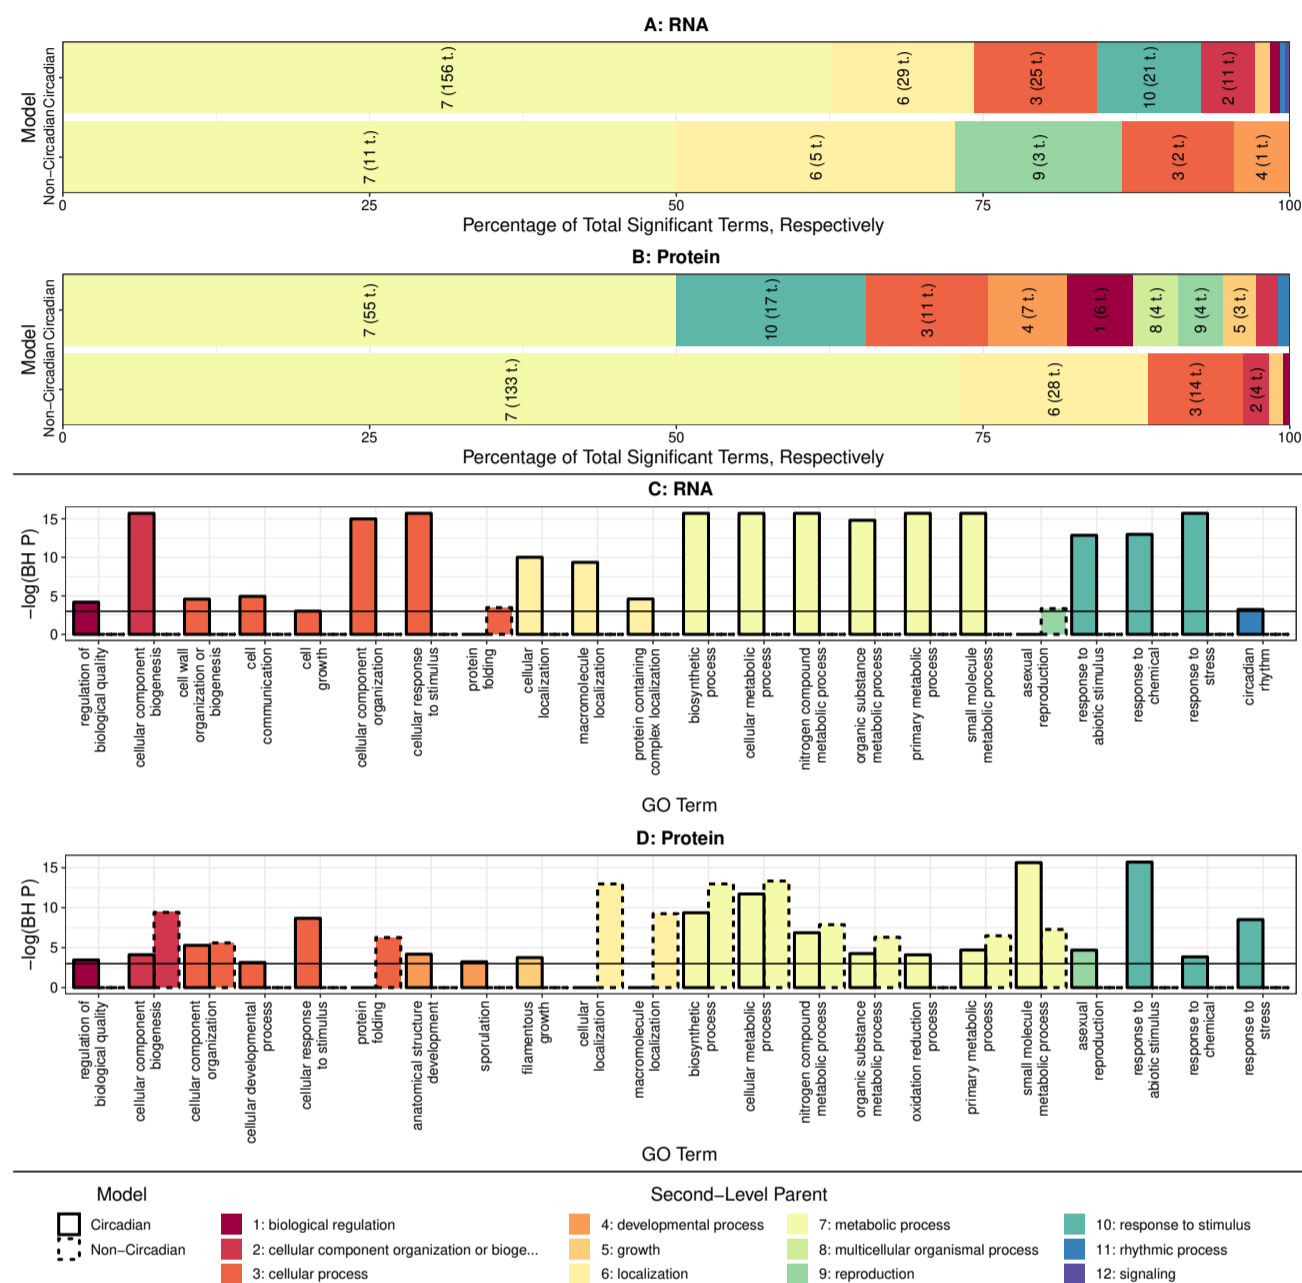 A: RNA
Model
Circadian
Non−Circadian
7 (156 t.)
6 (29 t.)
3 (25 t.)
10 (21 t.)
2 (11 t.)
7 (11 t.)
6 (5 t.)
9 (3 t.)
3 (2 t.)
4 (1 t.)
0 25 50 75 100
Percentage of Total Significant Terms, Respectively
B: Protein
Model
Circadian
Non−Circadian
7 (55 t.)
10 (17 t.)
3 (11 t.)
4 (7 t.)
1 (6 t.)
8 (4 t.)
9 (4 t.)
5 (3 t.)
7 (133 t.)
6 (28 t.)
3 (14 t.)
2 (4 t.)
0 25 50 75 100
Percentage of Total Significant Terms, Respectively
C: RNA
−log(BH P)
15
10
5
0
regulation of
biological quality
cellular component
biogenesis
cell wall
organization or
biogenesis
cell
communication
cell
growth
cellular component
organization
cellular response
to stimulus
protein
folding
cellular
localization
macromolecule
localization
protein containing
complex localization
biosynthetic
process
cellular metabolic
process
nitrogen compound
metabolic process
organic substance
metabolic process
primary metabolic
process
small molecule
metabolic process
asexual
reproduction
response to
abiotic stimulus
response to
chemical
response to
stress
circadian
rhythm
GO Term
D: Protein
−log(BH P)
15
10
5
0
regulation of
biological quality
cellular component
biogenesis
cellular component
organization
cellular developmental
process
cellular response
to stimulus
protein
folding
anatomical structure
development
sporulation
filamentous
growth
cellular
localization
macromolecule
localization
biosynthetic
process
cellular metabolic
process
nitrogen compound
metabolic process
organic substance
metabolic process
oxidation reduction
process
primary metabolic
process
small molecule
metabolic process
asexual
reproduction
response to
abiotic stimulus
response to
chemical
response to
stress
GO Term
Model
Circadian
Non−Circadian
Second−Level Parent
1: biological regulation
2: cellular component organization or bioge...
3: cellular process
4: developmental process
5: growth
6: localization
7: metabolic process
8: multicellular organismal process
9: reproduction
10: response to stimulus
11: rhythmic process
12: signaling